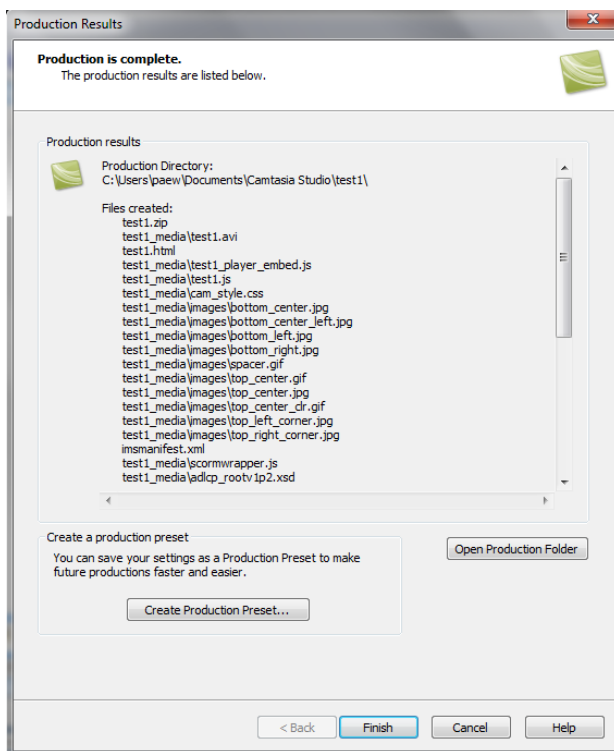 Production Results
Production is complete.
The production results are listed below.
Production results
Production Directory:
C:\Users\paew\Documents\Camtasia Studio\test1\
Files created:
test1.zip
test1_media\test1.avi
test1.html
test1_media\test1_player_embed.js
test1_media\test1.js
test1_media\cam_style.css
test1_media\images\bottom_center.jpg
test1_media\images\bottom_center_left.jpg
test1_media\images\bottom_left.jpg
test1_media\images\bottom_right.jpg
test1_media\images\spacer.gif
test1_media\images\top_center.gif
test1_media\images\top_center.jpg
test1_media\images\top_center_clr.gif
test1_media\images\top_left_corner.jpg
test1_media\images\top_right_corner.jpg
imsmanifest.xml
test1_media\scormwrapper.js
test1_media\adlcp_rootv1p2.xsd
Create a production preset
You can save your settings as a Production Preset to make
future productions faster and easier.
Create Production Preset...
Open Production Folder
< Back
Finish
Cancel
Help